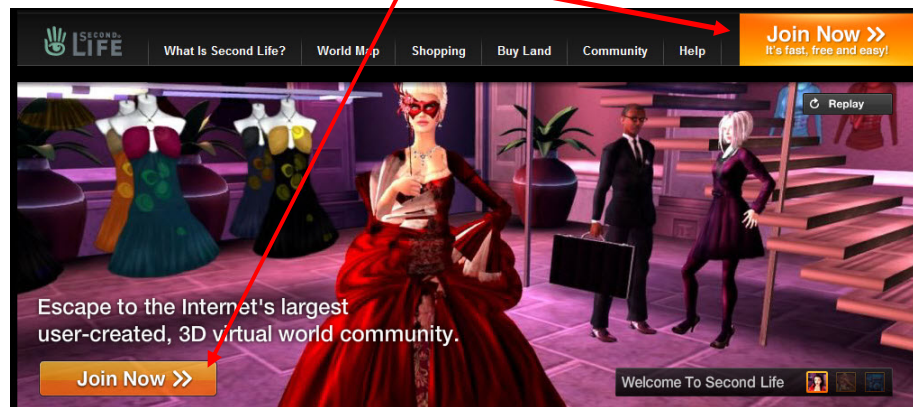 SECOND
LIFE
What Is Second Life? World Map Shopping Buy Land Community Help
Join Now >>
It's fast, free and easy!
Replay
Escape to the Internet's largest
user-created, 3D virtual world community.
Join Now >>
Welcome To Second Life